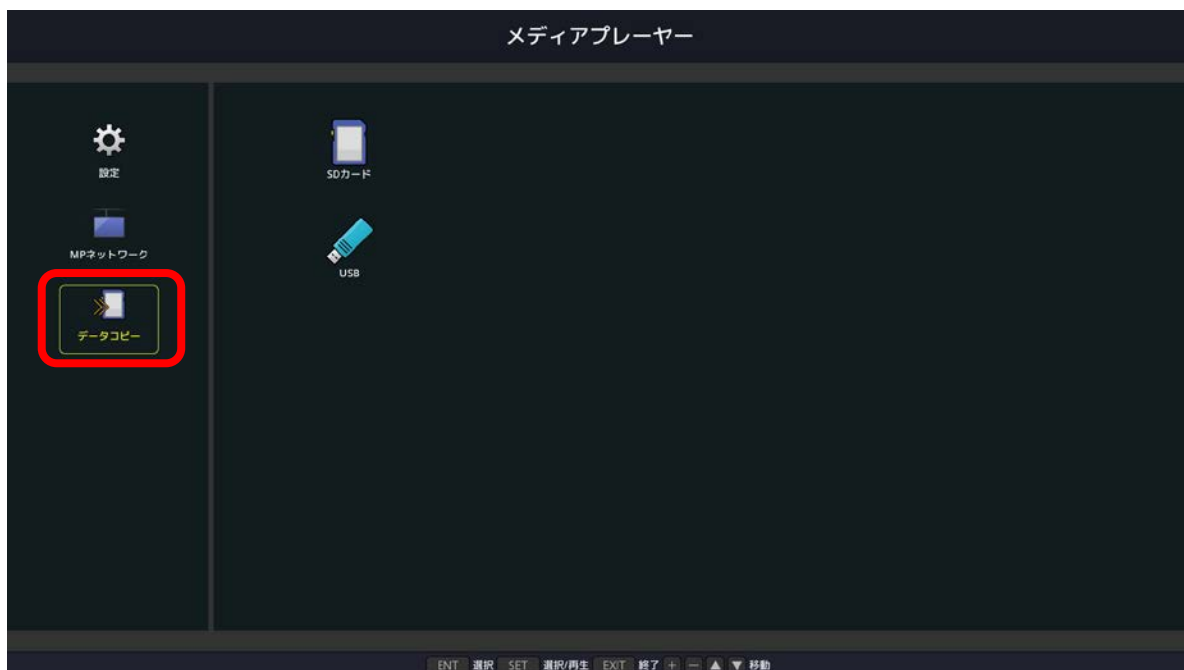 メディアプレーヤー
設定
MPネットワーク
データコピー
SDカード
USB
ENT 選択 SET 選択/再生 EXIT 終了 + - ▲ ▼ 移動